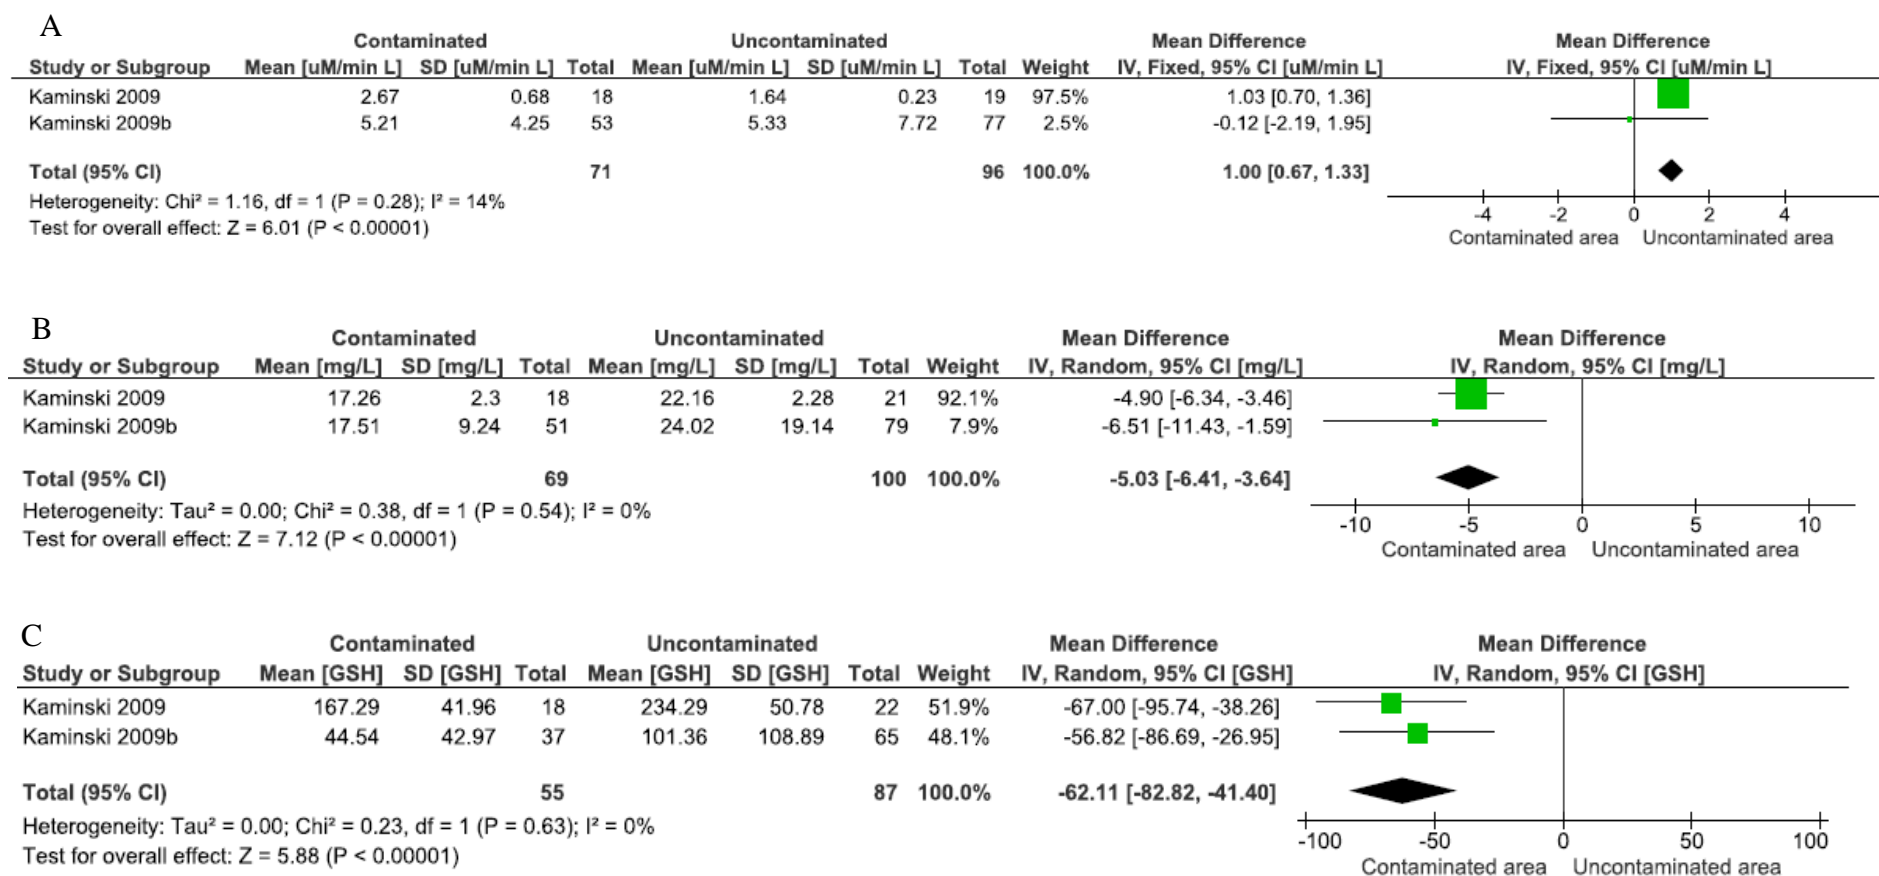 A
Contaminated Uncontaminated Mean Difference Mean Difference
Study or Subgroup Mean [uM/min L] SD [uM/min L] Total Mean [uM/min L] SD [uM/min L] Total Weight IV, Fixed, 95% CI [uM/min L] IV, Fixed, 95% CI [uM/min L]
Kaminski 2009 2.67 0.68 18 1.64 0.23 19 97.5% 1.03 [0.70, 1.36]
Kaminski 2009b 5.21 4.25 53 5.33 7.72 77 2.5% -0.12 [-2.19, 1.95]
Total (95% CI) 71 96 100.0% 1.00 [0.67, 1.33]
Heterogeneity: Chi² = 1.16, df = 1 (P = 0.28); I² = 14%
Test for overall effect: Z = 6.01 (P < 0.00001)
-4 -2 0 2 4
Contaminated area Uncontaminated area
B
Contaminated Uncontaminated Mean Difference Mean Difference
Study or Subgroup Mean [mg/L] SD [mg/L] Total Mean [mg/L] SD [mg/L] Total Weight IV, Random, 95% CI [mg/L] IV, Random, 95% CI [mg/L]
Kaminski 2009 17.26 2.3 18 22.16 2.28 21 92.1% -4.90 [-6.34, -3.46]
Kaminski 2009b 17.51 9.24 51 24.02 19.14 79 7.9% -6.51 [-11.43, -1.59]
Total (95% CI) 69 100 100.0% -5.03 [-6.41, -3.64]
Heterogeneity: Tau² = 0.00; Chi² = 0.38, df = 1 (P = 0.54); I² = 0%
Test for overall effect: Z = 7.12 (P < 0.00001)
-10 -5 0 5 10
Contaminated area Uncontaminated area
C
Contaminated Uncontaminated Mean Difference Mean Difference
Study or Subgroup Mean [GSH] SD [GSH] Total Mean [GSH] SD [GSH] Total Weight IV, Random, 95% CI [GSH] IV, Random, 95% CI [GSH]
Kaminski 2009 167.29 41.96 18 234.29 50.78 22 51.9% -67.00 [-95.74, -38.26]
Kaminski 2009b 44.54 42.97 37 101.36 108.89 65 48.1% -56.82 [-86.69, -26.95]
Total (95% CI) 55 87 100.0% -62.11 [-82.82, -41.40]
Heterogeneity: Tau² = 0.00; Chi² = 0.23, df = 1 (P = 0.63); I² = 0%
Test for overall effect: Z = 5.88 (P < 0.00001)
-100 -50 0 50 100
Contaminated area Uncontaminated area